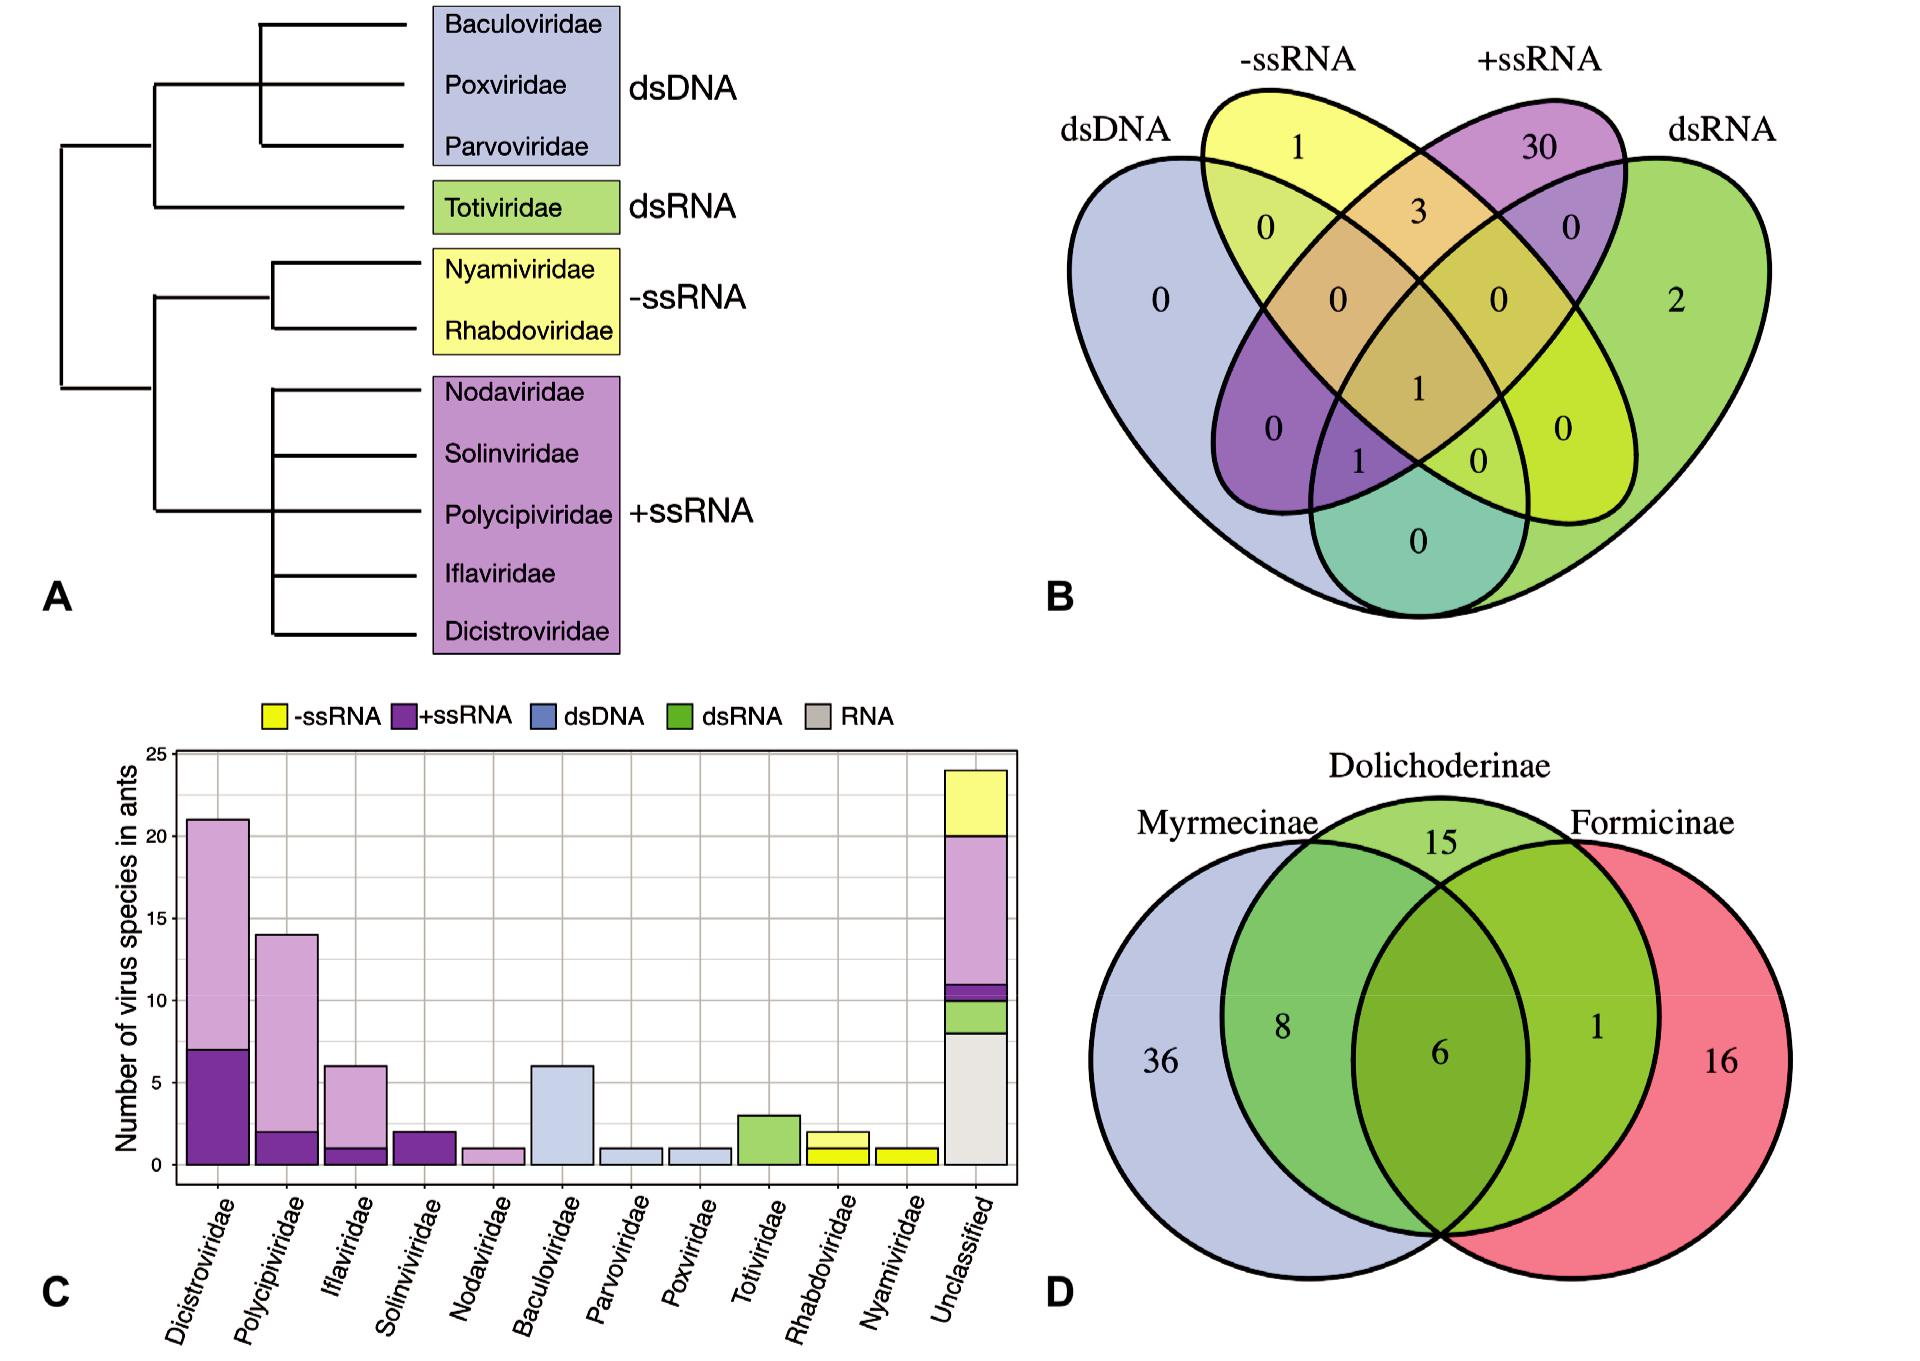 Baculoviridae
Poxviridae
Parvoviridae
dsDNA
Totiviridae
dsRNA
Nyamiviridae
Rhabdoviridae
-ssRNA
Nodaviridae
Solinviridae
Polycipiviridae
Iflaviridae
Dicistroviridae
+ssRNA
A
-ssRNA
+ssRNA
dsDNA
dsRNA
1
30
3
0
0
0
0
0
2
1
0
0
1
0
0
B
-ssRNA +ssRNA dsDNA dsRNA RNA
Number of virus species in ants
25
20
15
10
5
0
Dicistroviridae
Polycipiviridae
Iflaviridae
Solinviviridae
Nodaviridae
Baculoviridae
Parvoviridae
Poxviridae
Totiviridae
Rhabdoviridae
Nyamiviridae
Unclassified
C
Dolichoderinae
Myrmecinae
Formicinae
15
8
1
6
36
16
D